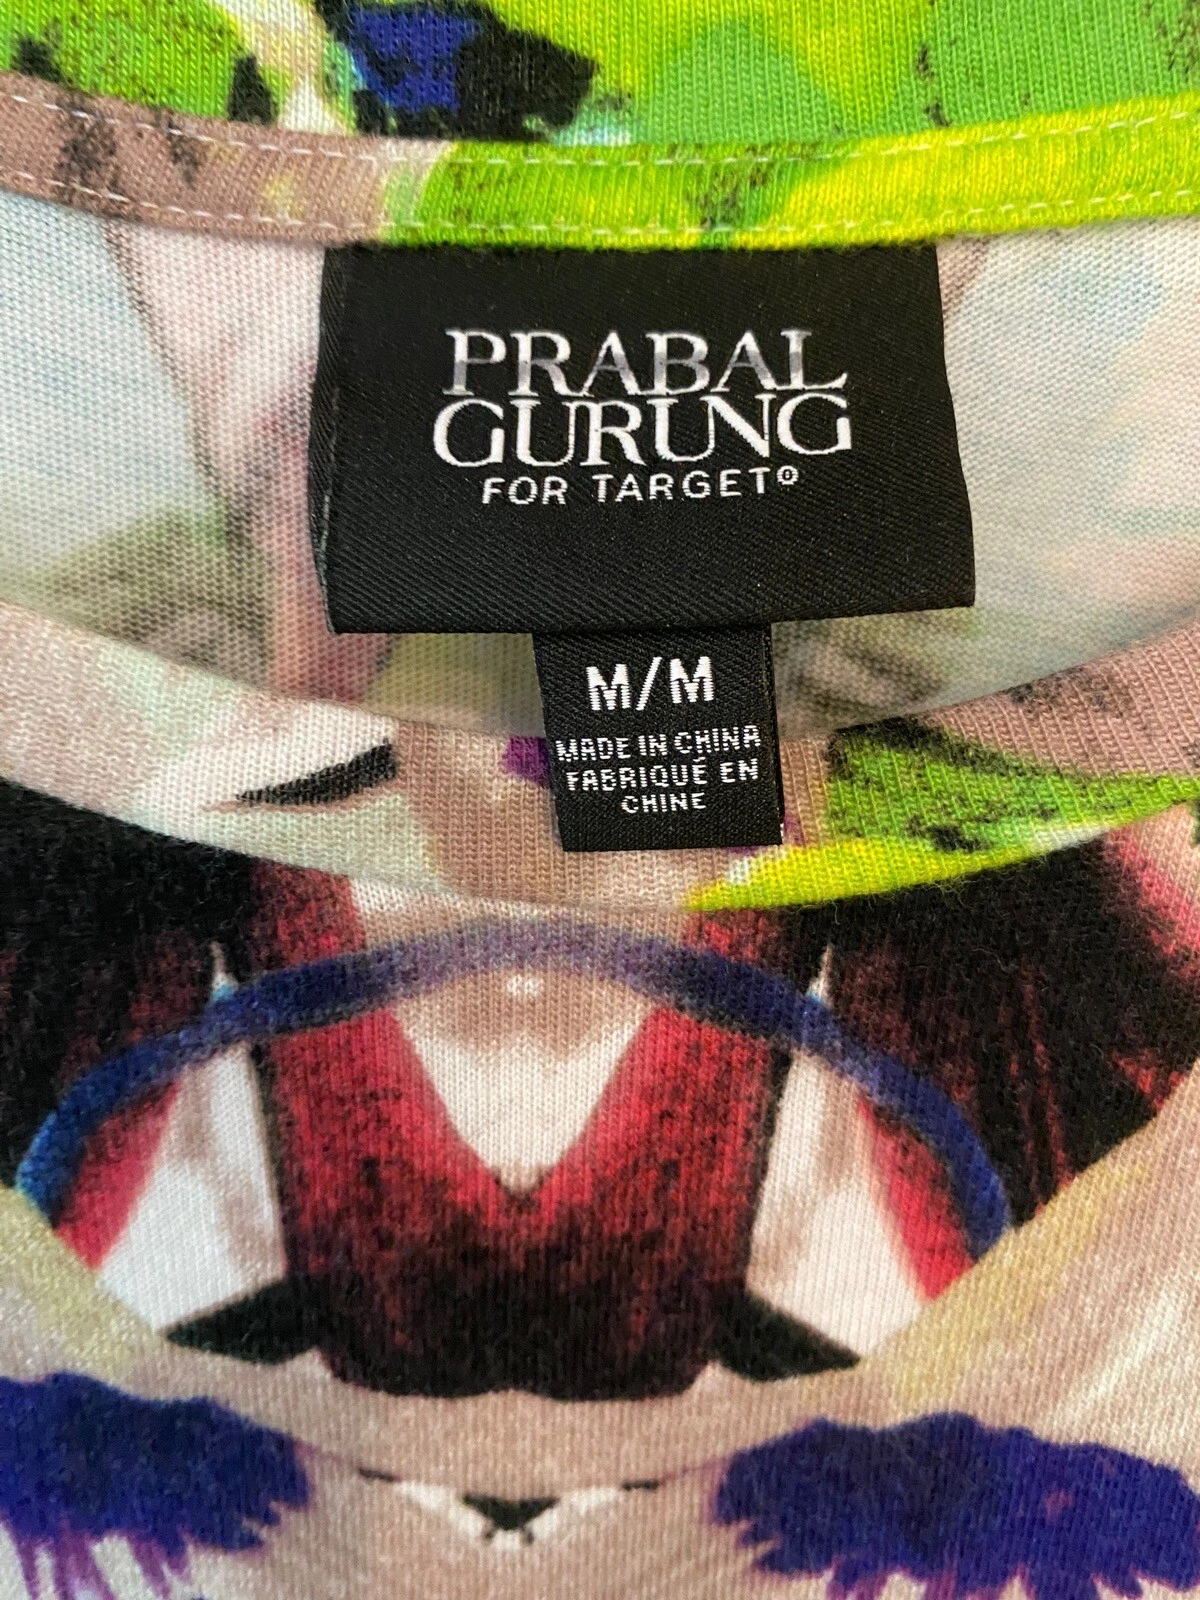 PRABAL
GURUNG
FOR TARGET®
M/M
MADE IN CHINA
FABRIQUÉ EN
CHINE